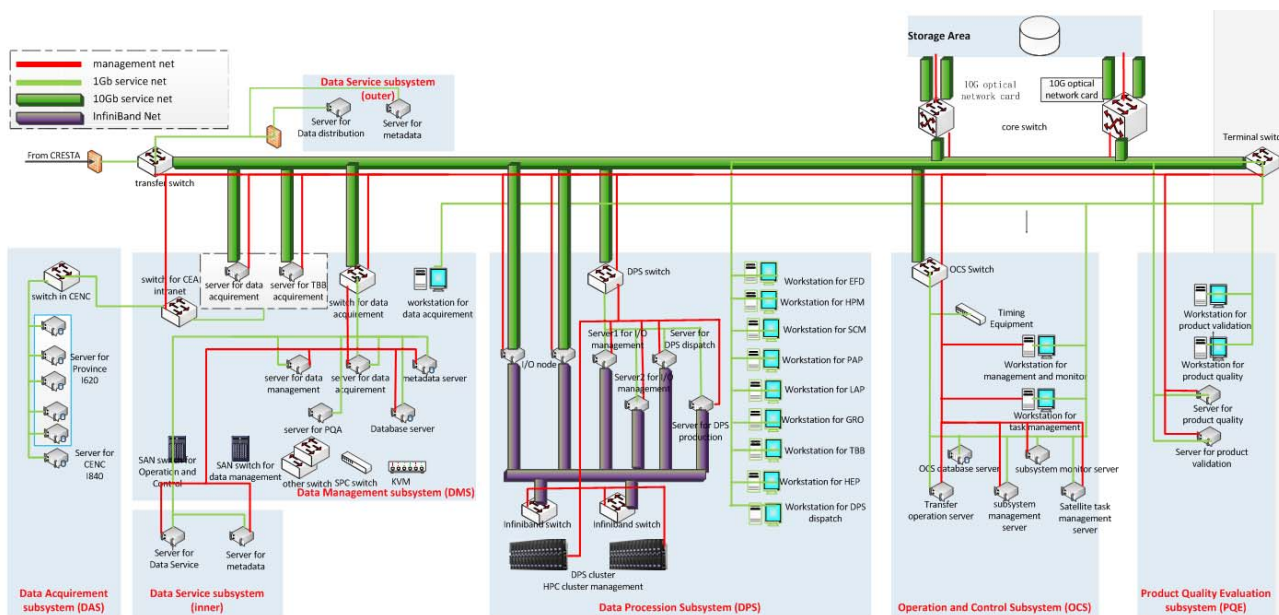 management net
1Gb service net
10Gb service net
InfiniBand Net
Data Service subsystem
(outer)
Server for
Data distribution
Server for
metadata
Storage Area
10G optical
network card
10G optical
network card
core switch
Terminal switc
From CRESTA
transfer switch
switch in CENC
Server for
Province
I620
Server for
CENC
I840
Data Acquirement
subsystem (DAS)
switch for CEA
intranet
server for data
acquirement
server for TBB
acquirement
switch for data
acquirement
workstation for
data acquirement
server for data
management
server for data
acquirement
metadata server
server for PQA
Database server
SAN switch for
Operation and
Control
SAN switch for
data management
other switch
SPC switch
KVM
Data Management subsystem (DMS)
Server for
Data Service
Server for
metadata
Data Service subsystem
(inner)
DPS switch
I/O node
Server1 for I/O
management
Server for
DPS dispatch
Server2 for I/O
management
Server for DPS
production
Infiniband switch
Infiniband switch
DPS cluster
HPC cluster management
Workstation for EFD
Workstation for HPM
Workstation for SCM
Workstation for PAP
Workstation for LAP
Workstation for GRO
Workstation for TBB
Workstation for HEP
Workstation for DPS
dispatch
Data Procession Subsystem (DPS)
OCS Switch
Timing
Equipment
Workstation for
management and monitor
Workstation for
task management
OCS database server
subsystem monitor server
Transfer
operation server
subsystem
management
server
Satellite task
management server
Operation and Control Subsystem (OCS)
Workstation for
product validation
Workstation for
product quality
Server for
product quality
Server for product
validation
Product Quality Evaluation
subsystem (PQE)